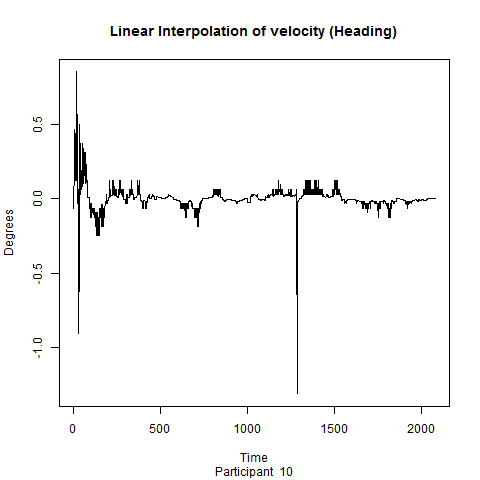 Linear Interpolation of velocity (Heading)
Degrees
0.5
0.0
-0.5
-1.0
0 500 1000 1500 2000
Time
Participant 10